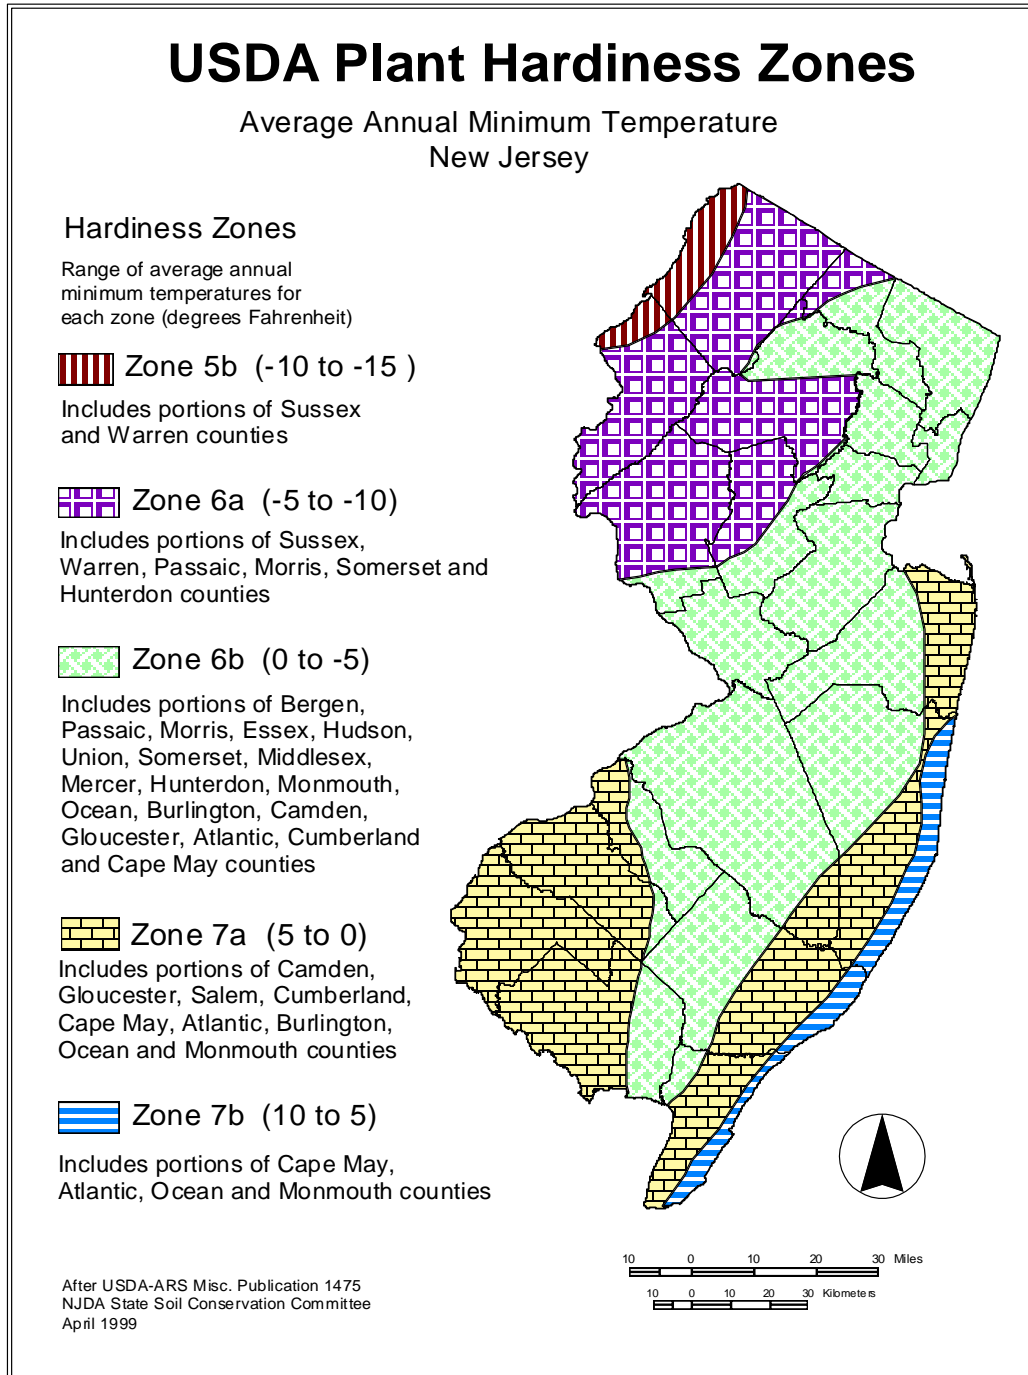 USDA Plant Hardiness Zones
Average Annual Minimum Temperature
New Jersey
Hardiness Zones
Range of average annual
minimum temperatures for
each zone (degrees Fahrenheit)
Zone 5b (-10 to -15 )
Includes portions of Sussex
and Warren counties
Zone 6a (-5 to -10)
Includes portions of Sussex,
Warren, Passaic, Morris, Somerset and
Hunterdon counties
Zone 6b (0 to -5)
Includes portions of Bergen,
Passaic, Morris, Essex, Hudson,
Union, Somerset, Middlesex,
Mercer, Hunterdon, Monmouth,
Ocean, Burlington, Camden,
Gloucester, Atlantic, Cumberland
and Cape May counties
Zone 7a (5 to 0)
Includes portions of Camden,
Gloucester, Salem, Cumberland,
Cape May, Atlantic, Burlington,
Ocean and Monmouth counties
Zone 7b (10 to 5)
Includes portions of Cape May,
Atlantic, Ocean and Monmouth counties
10 0 10 20 30 Miles
10 0 10 20 30 Kilometers
After USDA-ARS Misc. Publication 1475
NJDA State Soil Conservation Committee
April 1999